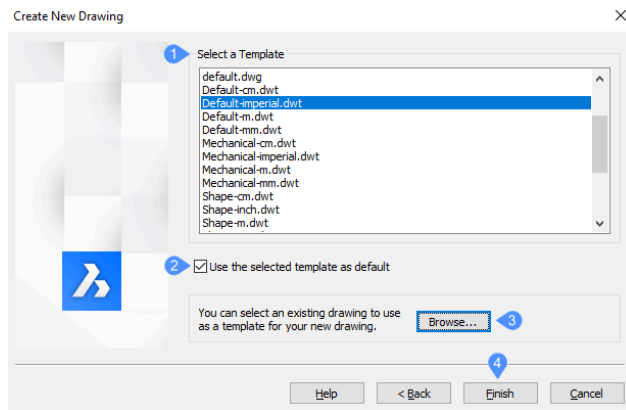 Create New Drawing
1
Select a Template
default.dwg
Default-cm.dwt
Default-imperial.dwt
Default-m.dwt
Default-mm.dwt
Mechanical-cm.dwt
Mechanical-imperial.dwt
Mechanical-m.dwt
Mechanical-mm.dwt
Shape-cm.dwt
Shape-inch.dwt
Shape-m.dwt
2
Use the selected template as default
You can select an existing drawing to use
as a template for your new drawing.
Browse...
3
4
Help
< Back
Finish
Cancel